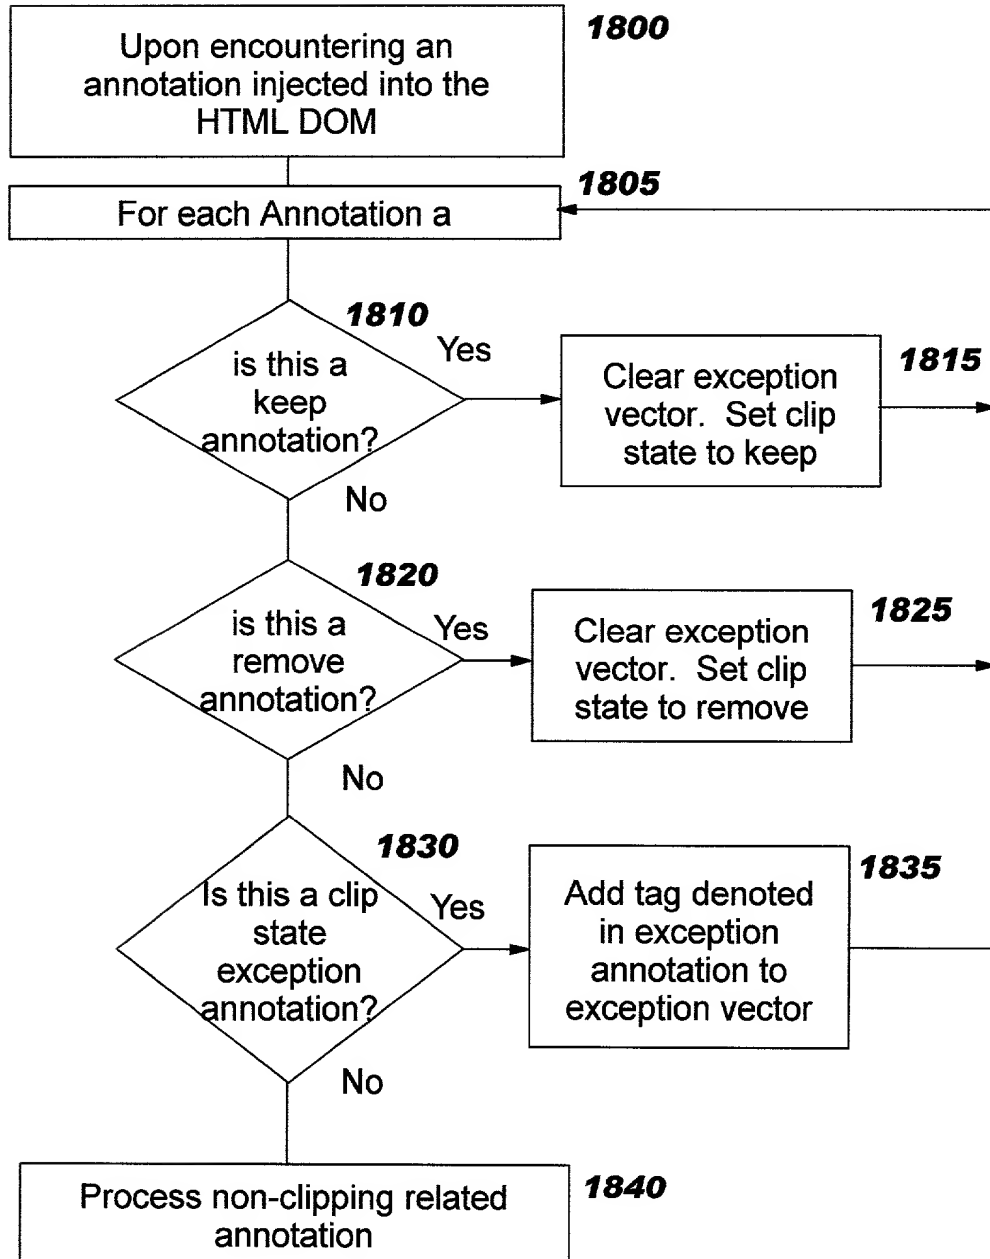 1800
Upon encountering an
annotation injected into the
HTML DOM
1805
For each Annotation a
1810
is this a
keep
annotation?
Yes
No
1815
Clear exception
vector. Set clip
state to keep
1820
is this a
remove
annotation?
Yes
No
1825
Clear exception
vector. Set clip
state to remove
1830
Is this a clip
state
exception
annotation?
Yes
No
1835
Add tag denoted
in exception
annotation to
exception vector
1840
Process non-clipping related
annotation